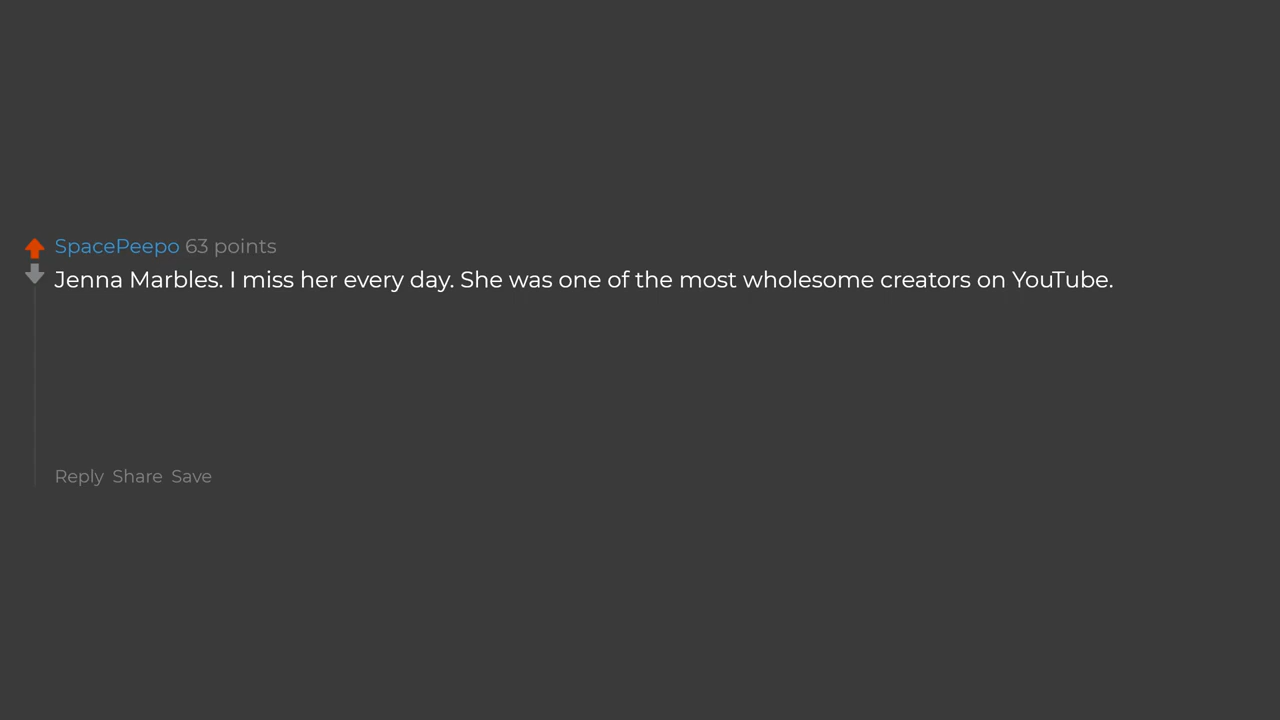 SpacePeepo 63 points
Jenna Marbles. I miss her every day. She was one of the most wholesome creators on YouTube.
Reply Share Save